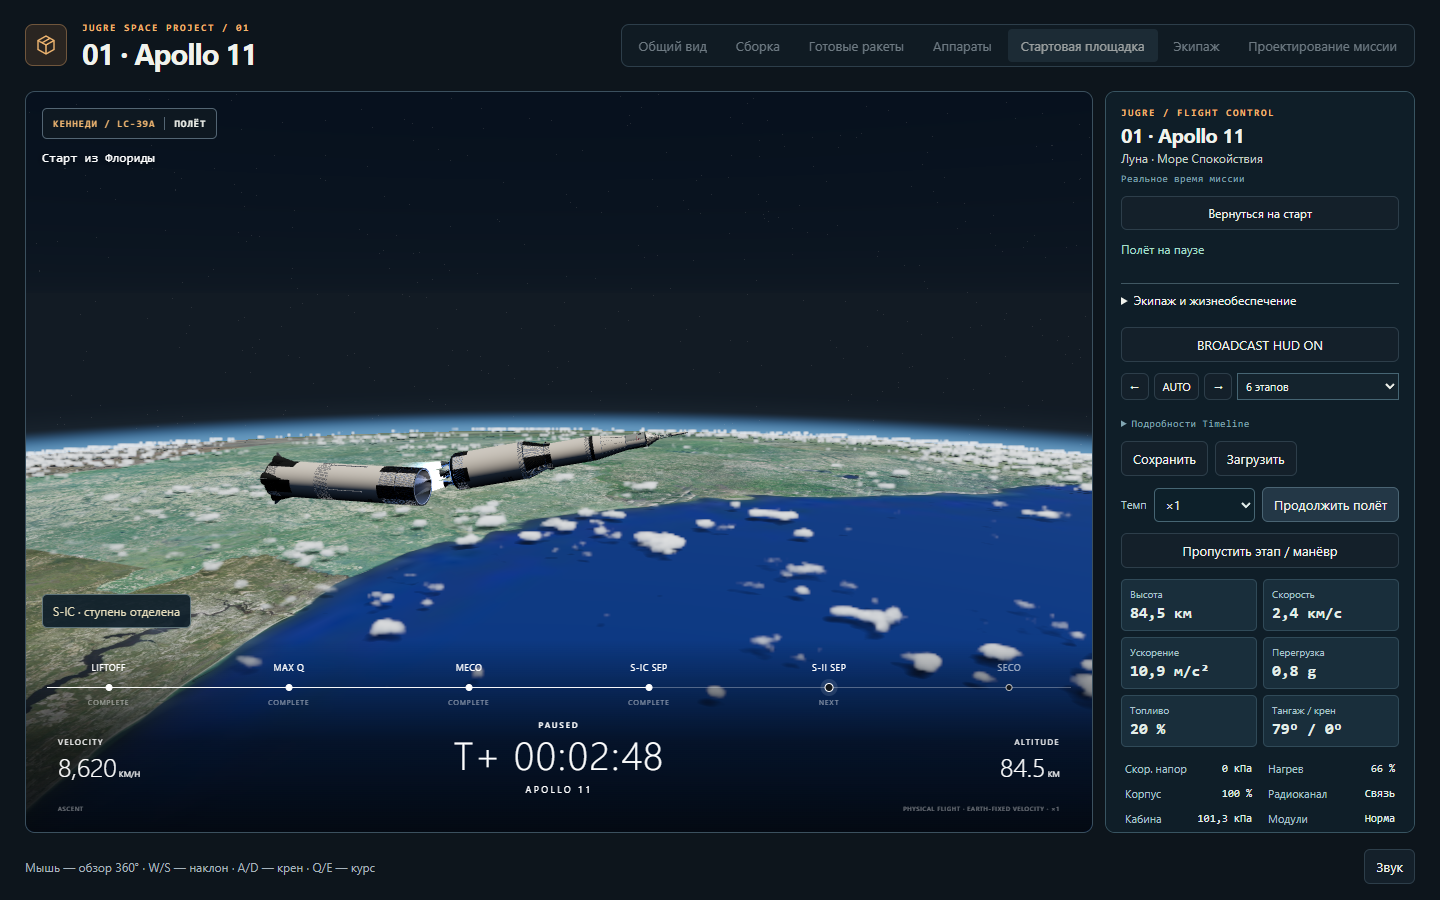 JUGRE SPACE PROJECT / 01
01 · Apollo 11
Общий вид
Сборка
Готовые ракеты
Аппараты
Стартовая площадка
Экипаж
Проектирование миссии
КЕННЕДИ / LC-39A | ПОЛЁТ
Старт из Флориды
S-IC · ступень отделена
LIFTOFF
MAX Q
MECO
S-IC SEP
S-II SEP
SECO
COMPLETE
COMPLETE
COMPLETE
COMPLETE
NEXT
PAUSED
VELOCITY
T+ 00:02:48
ALTITUDE
8,620 КМ/Н
84.5 КМ
APOLLO 11
ASCENT
PHYSICAL FLIGHT · EARTH-FIXED VELOCITY · ×1
JUGRE / FLIGHT CONTROL
01 · Apollo 11
Луна · Море Спокойствия
Реальное время миссии
Вернуться на старт
Полёт на паузе
Экипаж и жизнеобеспечение
BROADCAST HUD ON
← AUTO → 6 этапов
Подробности Timeline
Сохранить Загрузить
Темп ×1 Продолжить полёт
Пропустить этап / манёвр
Высота Скорость
84,5 км 2,4 км/с
Ускорение Перегрузка
10,9 м/с² 0,8 g
Топливо Тангаж / крен
20 % 79° / 0°
Скор. напор 0 кПа Нагрев 66 %
Корпус 100 % Радиоканал Связь
Кабина 101,3 кПа Модули Норма
Мышь — обзор 360° · W/S — наклон · A/D — крен · Q/E — курс
Звук